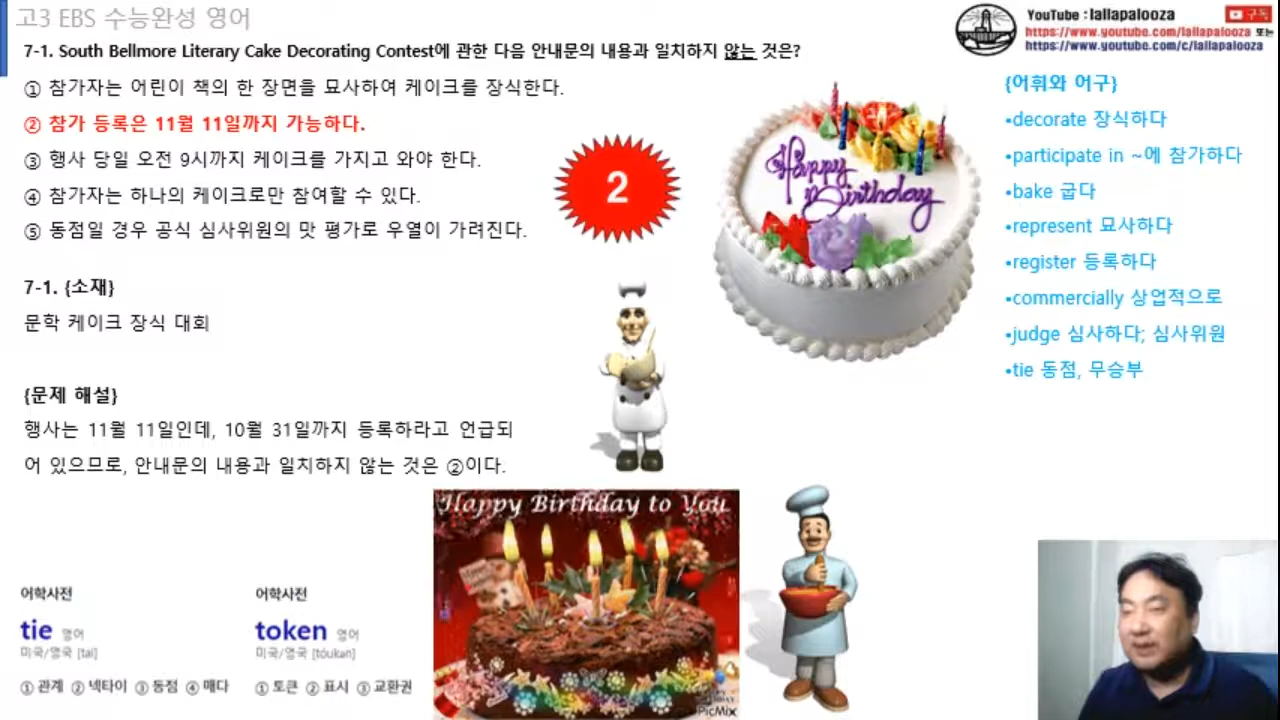 고3 EBS 수능완성 영어
YouTube : lallapalooza
구독
https://www.youtube.com/lallapalooza 또는
https://www.youtube.com/c/lallapalooza
7-1. South Bellmore Literary Cake Decorating Contest에 관한 다음 안내문의 내용과 일치하지 않는 것은?
① 참가자는 어린이 책의 한 장면을 묘사하여 케이크를 장식한다.
② 참가 등록은 11월 11일까지 가능하다.
③ 행사 당일 오전 9시까지 케이크를 가지고 와야 한다.
④ 참가자는 하나의 케이크로만 참여할 수 있다.
⑤ 동점일 경우 공식 심사위원의 맛 평가로 우열이 가려진다.
2
Happy
Birthday
{어휘와 어구}
•decorate 장식하다
•participate in ~에 참가하다
•bake 굽다
•represent 묘사하다
•register 등록하다
•commercially 상업적으로
•judge 심사하다; 심사위원
•tie 동점, 무승부
7-1. {소재}
문학 케이크 장식 대회
{문제 해설}
행사는 11월 11일인데, 10월 31일까지 등록하라고 언급되
어 있으므로, 안내문의 내용과 일치하지 않는 것은 ②이다.
Happy Birthday to You
PicMix
어학사전
tie 영어
미국/영국 [taɪ]
① 관계 ② 넥타이 ③ 동점 ④ 매다
어학사전
token 영어
미국/영국 [tóukən]
① 토큰 ② 표시 ③ 교환권